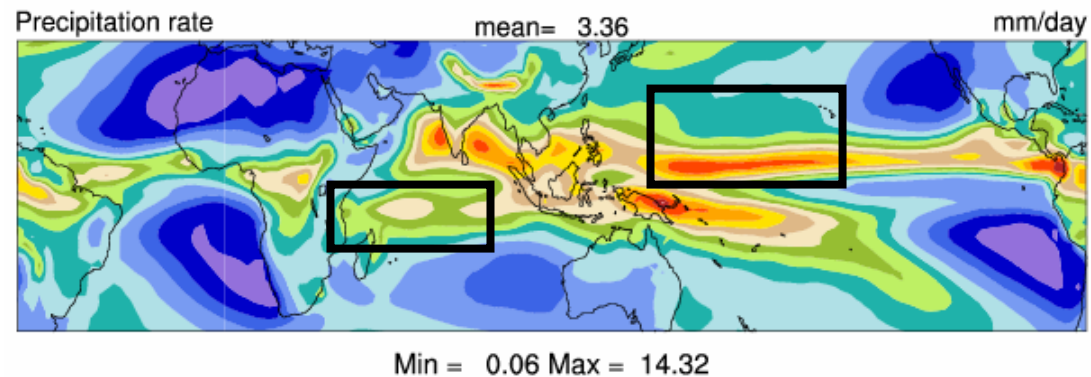 Precipitation rate mean= 3.36 mm/day
Min = 0.06 Max = 14.32